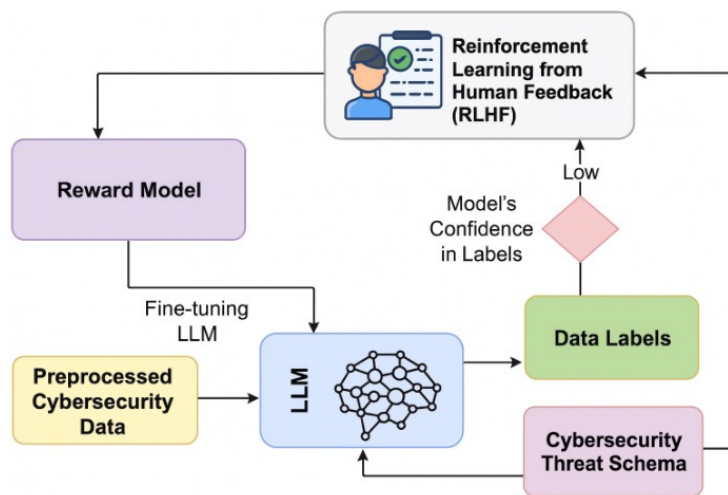 Reinforcement
Learning from
Human Feedback
(RLHF)
Reward Model
Low
Model's
Confidence
in Labels
Fine-tuning
LLM
Data Labels
LLM
Preprocessed
Cybersecurity
Data
Cybersecurity
Threat Schema